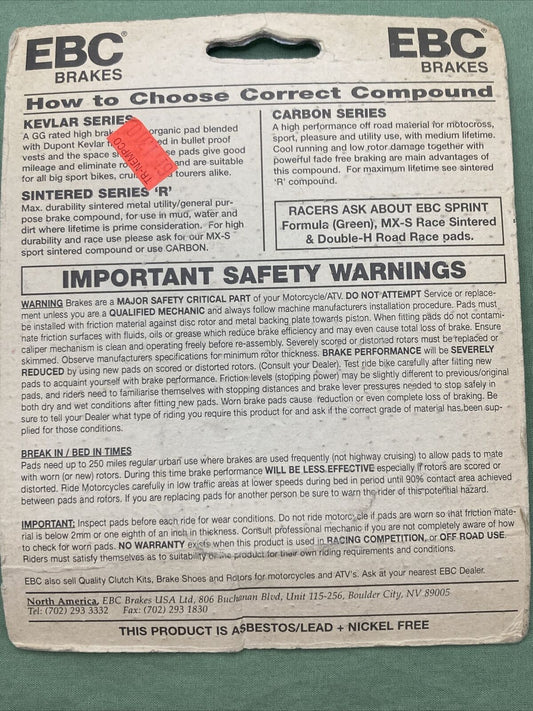 EBC® EBC®
BRAKES BRAKES
How to Choose Correct Compound
KEVLAR SERIES
A GG rated high organic pad blended
with Dupont Kevlar in bullet proof
vests and the space pads give good
mileage and eliminate and are suitable
for all big sport bikes, tourers alike.
SINTERED SERIES 'R'
Max. durability sintered metal utility/general pur-
pose brake compound, for use in mud, water and
dirt where lifetime is prime consideration. For high
durability and race use please ask for our MX-S
sport sintered compound or use CARBON.
CARBON SERIES
A high performance off road material for motocross,
sport, pleasure and utility use, with medium lifetime.
Cool running and low rotor damage together with
powerful fade free braking are main advantages of
this compound. For maximum lifetime see sintered
'R' compound.
RACERS ASK ABOUT EBC SPRINT
Formula (Green), MX-S Race Sintered
& Double-H Road Race pads.
IMPORTANT SAFETY WARNINGS
WARNING Brakes are a MAJOR SAFETY CRITICAL PART of your Motorcycle/ATV. DO NOT ATTEMPT Service or replace-
ment unless you are a QUALIFIED MECHANIC and always follow machine manufacturers installation procedure. Pads must
be installed with friction material against disc rotor and metal backing plate towards piston. When fitting pads do not contami-
nate friction surfaces with fluids, oils or grease which reduce brake efficiency and may even cause total loss of brake. Ensure
caliper mechanism is clean and operating freely before re-assembly. Severely scored or distorted rotors must be replaced or
skimmed. Observe manufacturers specifications for minimum rotor thickness. BRAKE PERFORMANCE will be SEVERELY
REDUCED by using new pads on scored or distorted rotors. (Consult your Dealer). Test ride bike carefully after fitting new
pads to acquaint yourself with brake performance. Friction levels (stopping power) may be slightly different to previous/original
pads, and riders need to familiarise themselves with stopping distances and brake lever pressures needed to stop safely in
both dry and wet conditions after fitting new pads. Worn brake pads cause reduction or even complete loss of braking. Be
sure to tell your Dealer what type of riding you require this product for and ask if the correct grade of material has been sup-
plied for those conditions.
BREAK IN / BED IN TIMES
Pads need up to 250 miles regular urban use where brakes are used frequently (not highway cruising) to allow pads to mate
with worn (or new) rotors. During this time brake performance WILL BE LESS EFFECTIVE especially if rotors are scored or
distorted. Ride Motorcycles carefully in low traffic areas at lower speeds during bed in period until 90% contact area achieved
between pads and rotors. If you are replacing pads for another person be sure to warn the rider of this potential hazard.
IMPORTANT: Inspect pads before each ride for wear conditions. Do not ride motorcycle if pads are worn so that friction mate-
rial is below 2mm or one eighth of an inch in thickness. Consult professional mechanic if you are not completely aware of how
to check for worn pads. NO WARRANTY exists when this product is used in RACING COMPETITION, or OFF ROAD USE.
Riders must satisfy themselves as to suitability of the product for their own riding requirements and conditions.
EBC also sell Quality Clutch Kits, Brake Shoes and Rotors for motorcycles and ATV's. Ask at your nearest EBC Dealer.
North America, EBC Brakes USA Ltd, 806 Buchanan Blvd, Unit 115-256, Boulder City, NV 89005
Tel: (702) 293 3332 Fax: (702) 293 1830
THIS PRODUCT IS ASBESTOS/LEAD + NICKEL FREE